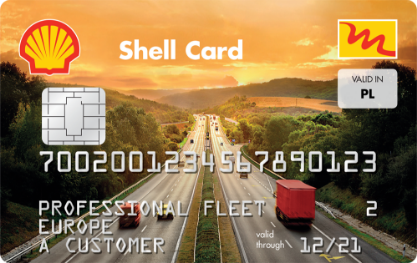 Shell Card
VALID IN
PL
7002001234567890123
PROFESSIONAL FLEET 2
EUROPE
valid
through
A CUSTOMER 12/21